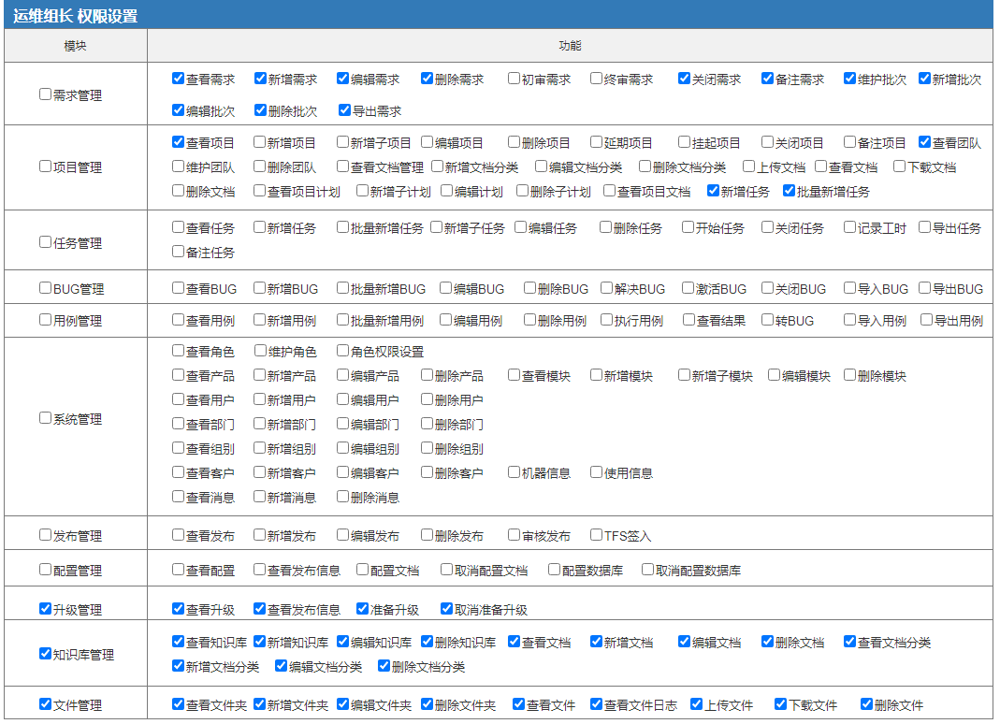 运维组长 权限设置
模块 功能
需求管理
查看需求 新增需求 编辑需求 删除需求 初审需求 终审需求 关闭需求 备注需求 维护批次 新增批次
编辑批次 删除批次 导出需求
项目管理
查看项目 新增项目 新增子项目 编辑项目 删除项目 延期项目 挂起项目 关闭项目 备注项目 查看团队
维护团队 删除团队 查看文档管理 新增文档分类 编辑文档分类 删除文档分类 上传文档 查看文档 下载文档
删除文档 查看项目计划 新增子计划 编辑计划 删除子计划 查看项目文档 新增任务 批量新增任务
任务管理
查看任务 新增任务 批量新增任务 新增子任务 编辑任务 删除任务 开始任务 关闭任务 记录工时 导出任务
备注任务
BUG管理 查看BUG 新增BUG 批量新增BUG 编辑BUG 删除BUG 解决BUG 激活BUG 关闭BUG 导入BUG 导出BUG
用例管理 查看用例 新增用例 批量新增用例 编辑用例 删除用例 执行用例 查看结果 转BUG 导入用例 导出用例
系统管理
查看角色 维护角色 角色权限设置
查看产品 新增产品 编辑产品 删除产品 查看模块 新增模块 新增子模块 编辑模块 删除模块
查看用户 新增用户 编辑用户 删除用户
查看部门 新增部门 编辑部门 删除部门
查看组别 新增组别 编辑组别 删除组别
查看客户 新增客户 编辑客户 删除客户 机器信息 使用信息
查看消息 新增消息 删除消息
发布管理 查看发布 新增发布 编辑发布 删除发布 审核发布 TFS签入
配置管理 查看配置 查看发布信息 配置文档 取消配置文档 配置数据库 取消配置数据库
升级管理 查看升级 查看发布信息 准备升级 取消准备升级
知识库管理
查看知识库 新增知识库 编辑知识库 删除知识库 查看文档 新增文档 编辑文档 删除文档 查看文档分类
新增文档分类 编辑文档分类 删除文档分类
文件管理 查看文件夹 新增文件夹 编辑文件夹 删除文件夹 查看文件 查看文件日志 上传文件 下载文件 删除文件